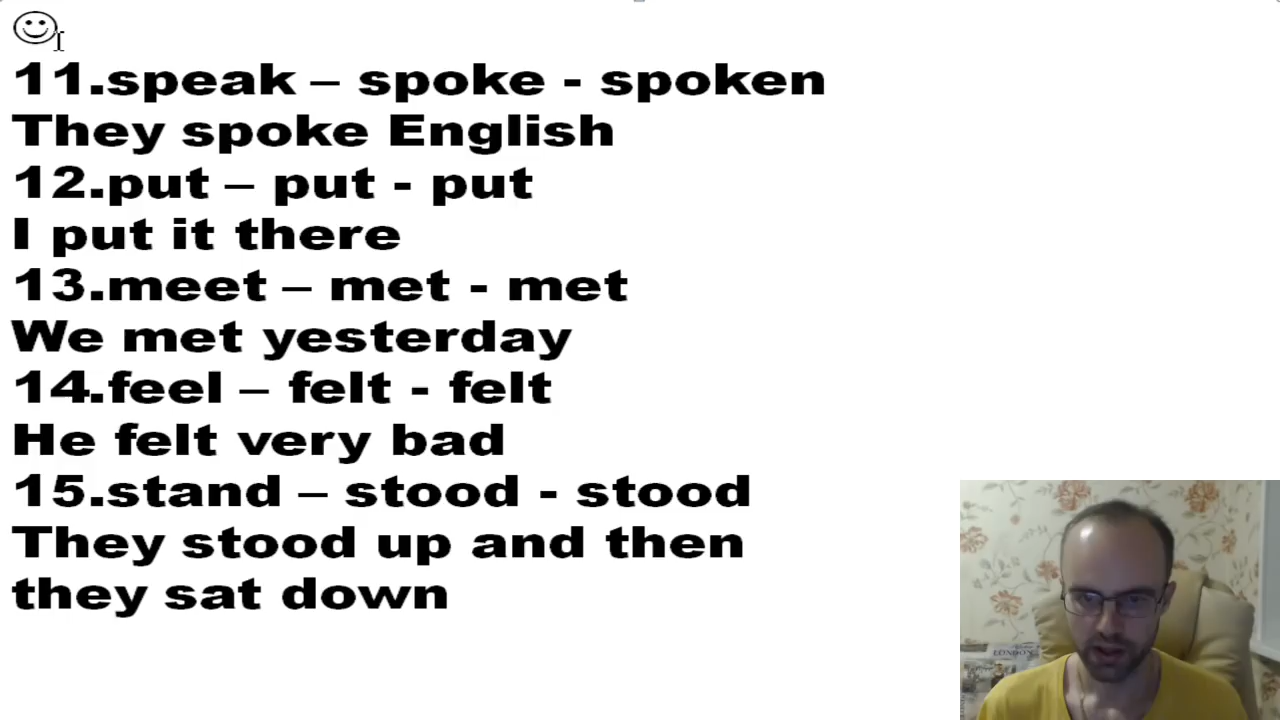 11.speak – spoke - spoken
They spoke English
12.put – put - put
I put it there
13.meet – met - met
We met yesterday
14.feel – felt - felt
He felt very bad
15.stand – stood - stood
They stood up and then
they sat down
LONDON